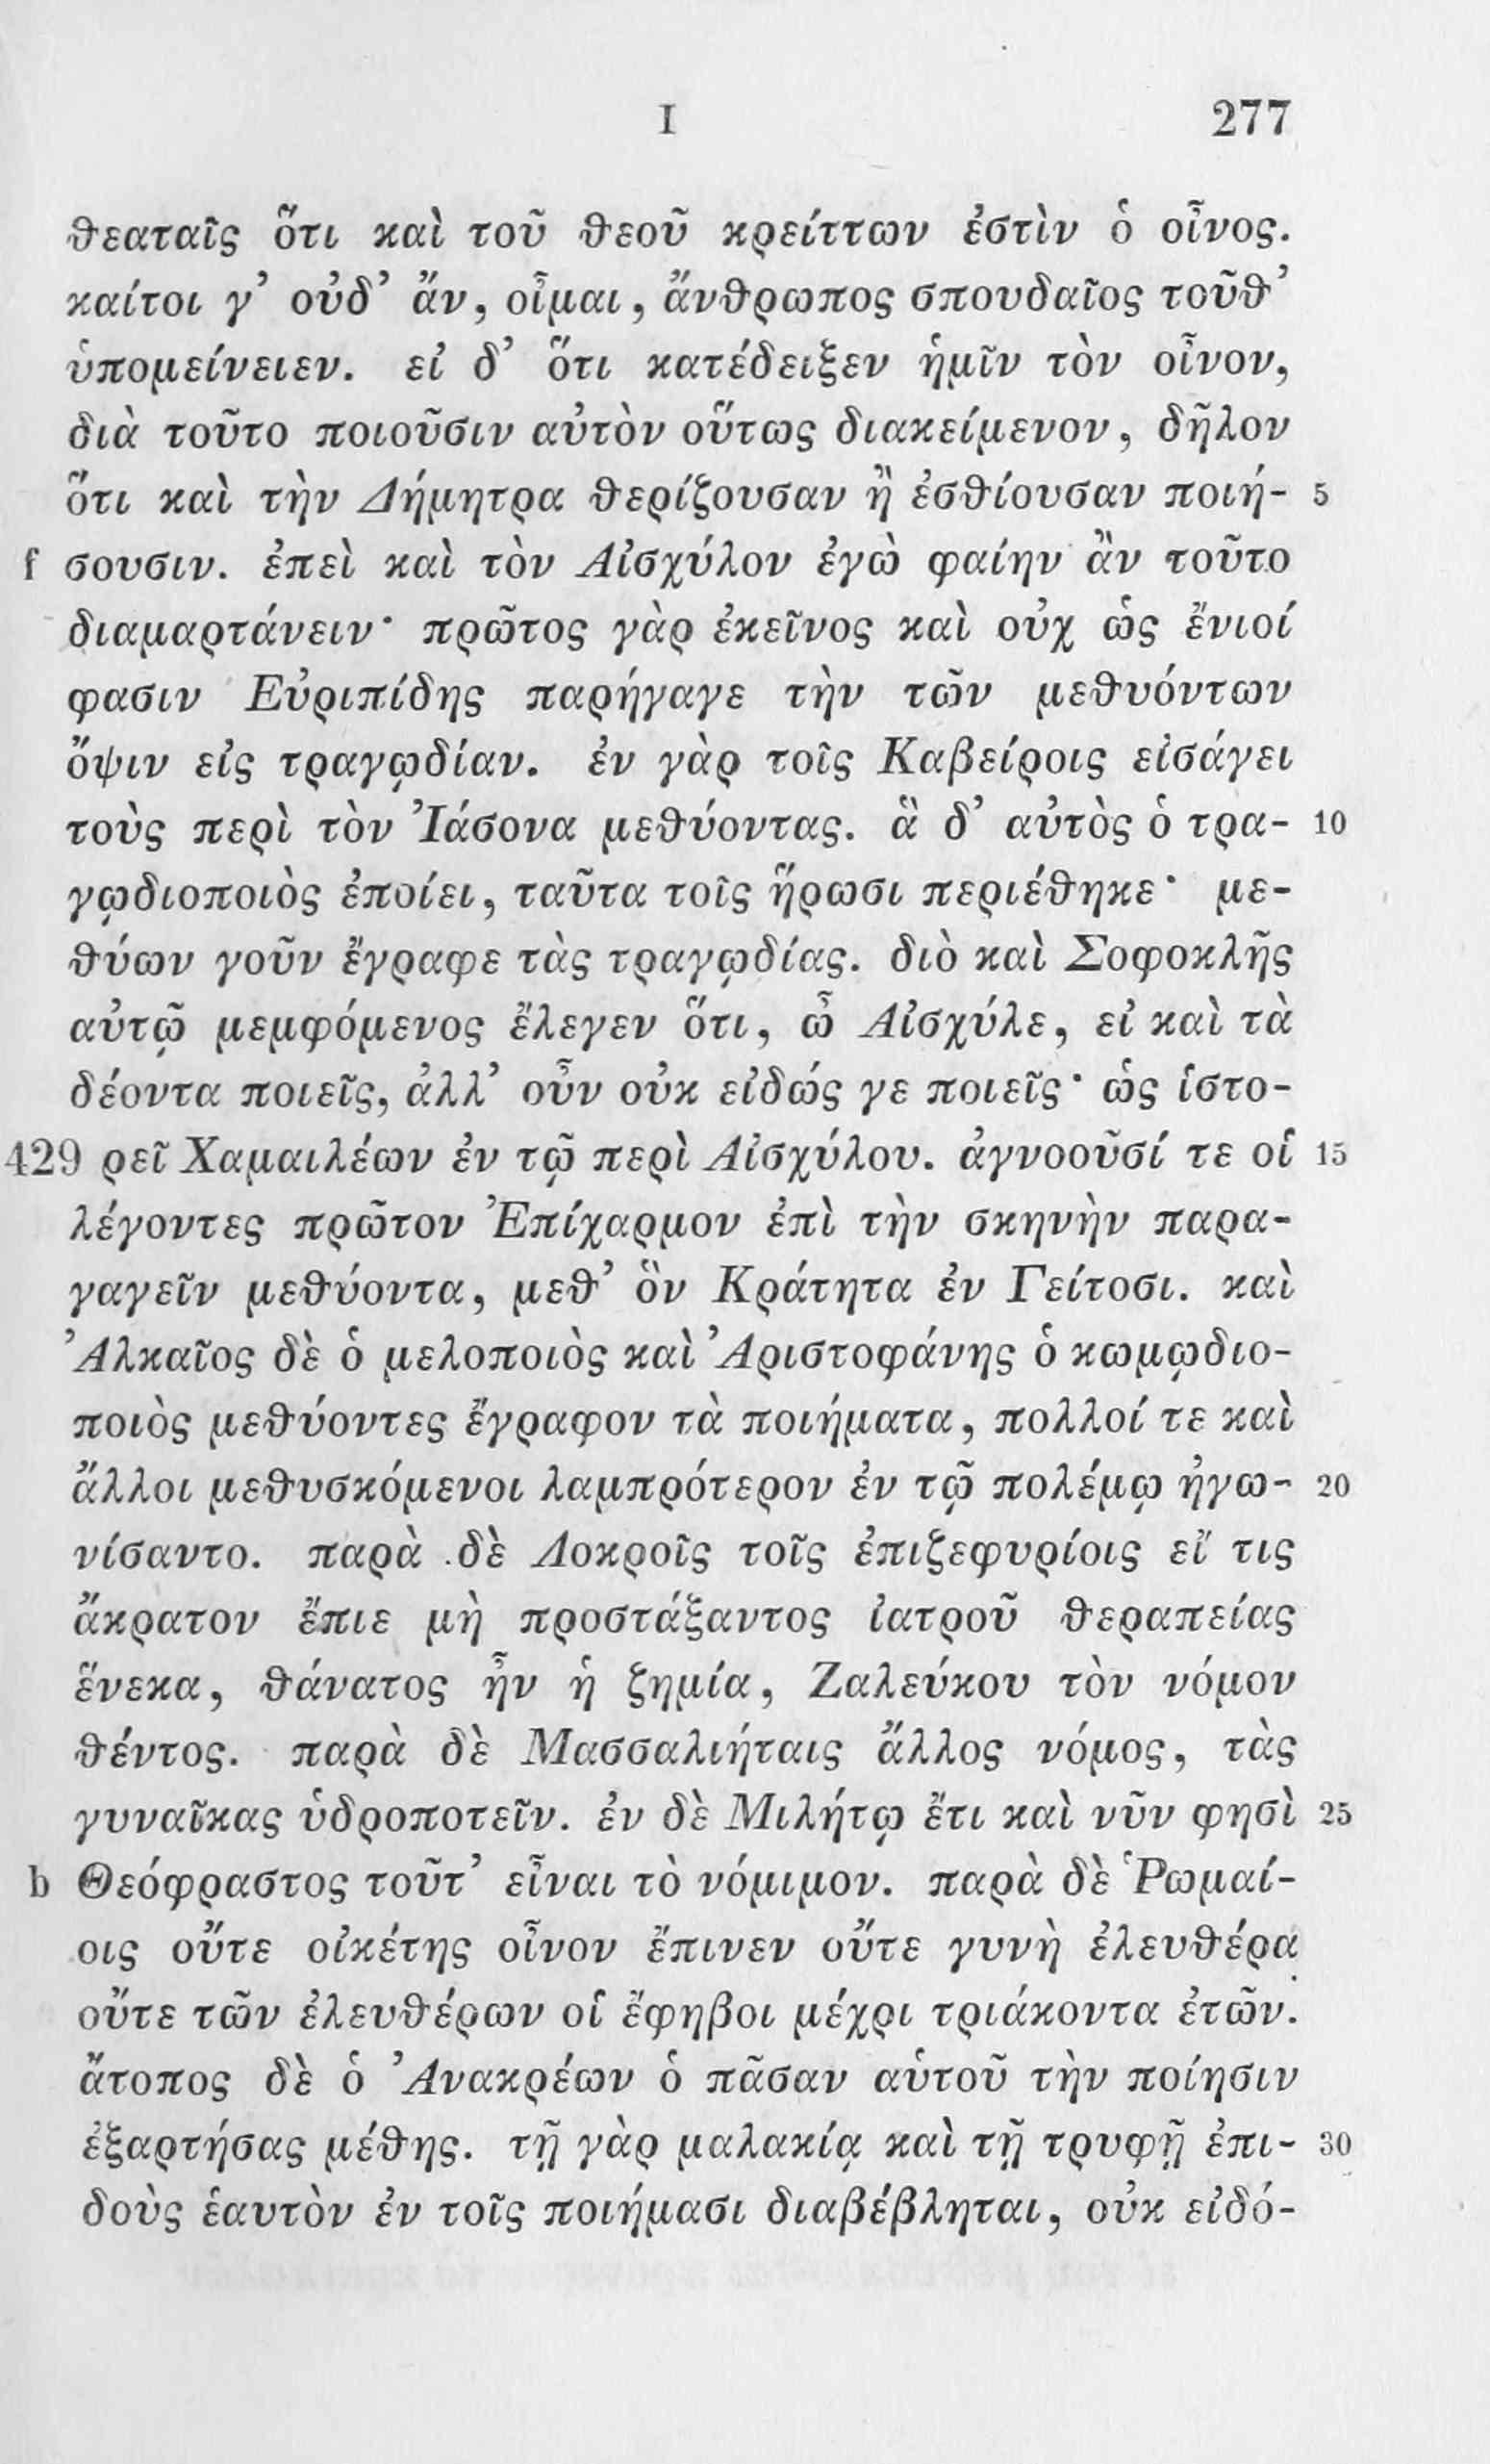 I 277
θεαταῖς ὅτι καὶ τοῦ θεοῦ κρείττων ἐστὶν ὁ οἶνος.
καίτοι γ’ οὐδ’ ἄν, οἶμαι, ἄνθρωπος σπουδαῖος τοῦθ’
ὑπομείνειεν. εἰ δ’ ὅτι κατέδειξεν ἡμῖν τὸν οἶνον,
διὰ τοῦτο ποιοῦσιν αὐτὸν οὕτως διακείμενον, δῆλον
ὅτι καὶ τὴν Δήμητρα θερίζουσαν ἢ ἐσθίουσαν ποιή- 5
f σουσιν. ἐπεὶ καὶ τὸν Αἰσχύλον ἐγὼ φαίην ἂν τοῦτο
διαμαρτάνειν· πρῶτος γὰρ ἐκεῖνος καὶ οὐχ ὡς ἔνιοί
φασιν Εὐριπίδης παρήγαγε τὴν τῶν μεθυόντων
ὄψιν εἰς τραγῳδίαν. ἐν γὰρ τοῖς Καβείροις εἰσάγει
τοὺς περὶ τὸν Ἰάσονα μεθύοντας. ἃ δ’ αὐτὸς ὁ τρα- 10
γῳδιοποιὸς ἐποίει, ταῦτα τοῖς ἥρωσι περιέθηκε· με-
θύων γοῦν ἔγραφε τὰς τραγῳδίας. διὸ καὶ Σοφοκλῆς
αὐτῷ μεμφόμενος ἔλεγεν ὅτι, ὦ Αἰσχύλε, εἰ καὶ τὰ
δέοντα ποιεῖς, ἀλλ’ οὖν οὐκ εἰδώς γε ποιεῖς· ὡς ἱστο-
429 ρεῖ Χαμαιλέων ἐν τῷ περὶ Αἰσχύλου. ἀγνοοῦσί τε οἱ 15
λέγοντες πρῶτον Ἐπίχαρμον ἐπὶ τὴν σκηνὴν παρα-
γαγεῖν μεθύοντα, μεθ’ ὃν Κράτητα ἐν Γείτοσι. καὶ
Ἀλκαῖος δὲ ὁ μελοποιὸς καὶ Ἀριστοφάνης ὁ κωμῳδιο-
ποιὸς μεθύοντες ἔγραφον τὰ ποιήματα, πολλοί τε καὶ
ἄλλοι μεθυσκόμενοι λαμπρότερον ἐν τῷ πολέμῳ ἠγω- 20
νίσαντο. παρὰ δὲ Λοκροῖς τοῖς ἐπιζεφυρίοις εἴ τις
ἄκρατον ἔπιε μὴ προστάξαντος ἰατροῦ θεραπείας
ἕνεκα, θάνατος ἦν ἡ ζημία, Ζαλεύκου τὸν νόμον
θέντος. παρὰ δὲ Μασσαλιήταις ἄλλος νόμος, τὰς
γυναῖκας ὑδροποτεῖν. ἐν δὲ Μιλήτῳ ἔτι καὶ νῦν φησὶ 25
b Θεόφραστος τοῦτ’ εἶναι τὸ νόμιμον. παρὰ δὲ Ῥωμαί-
οις οὔτε οἰκέτης οἶνον ἔπινεν οὔτε γυνὴ ἐλευθέρα
οὔτε τῶν ἐλευθέρων οἱ ἔφηβοι μέχρι τριάκοντα ἐτῶν.
ἄτοπος δὲ ὁ Ἀνακρέων ὁ πᾶσαν αὑτοῦ τὴν ποίησιν
ἐξαρτήσας μέθης. τῇ γὰρ μαλακίᾳ καὶ τῇ τρυφῇ ἐπι- 30
δοὺς ἑαυτὸν ἐν τοῖς ποιήμασι διαβέβληται, οὐκ εἰδό-